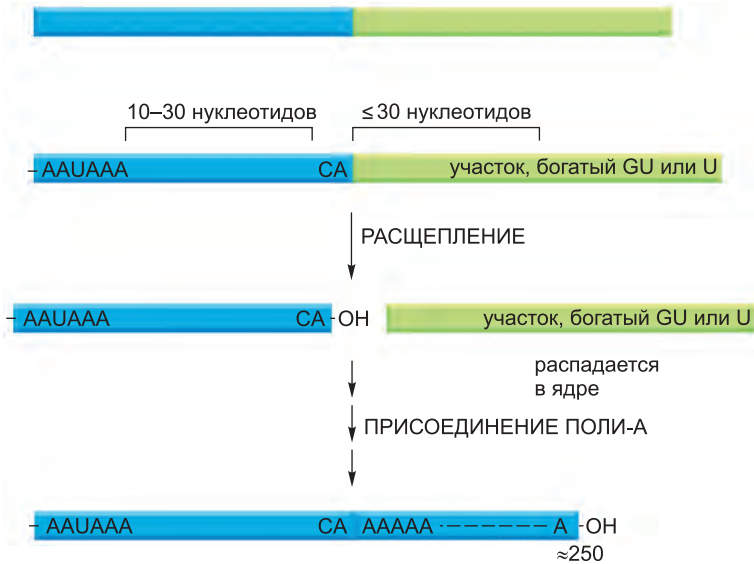 10–30 нуклеотидов ≤30 нуклеотидов
AAUAAA CA участок, богатый GU или U
РАСЩЕПЛЕНИЕ
AAUAAA CA OH участок, богатый GU или U
распадается
в ядре
ПРИСОЕДИНЕНИЕ ПОЛИ-А
AAUAAA CA AAAAA ------- A OH
≈250